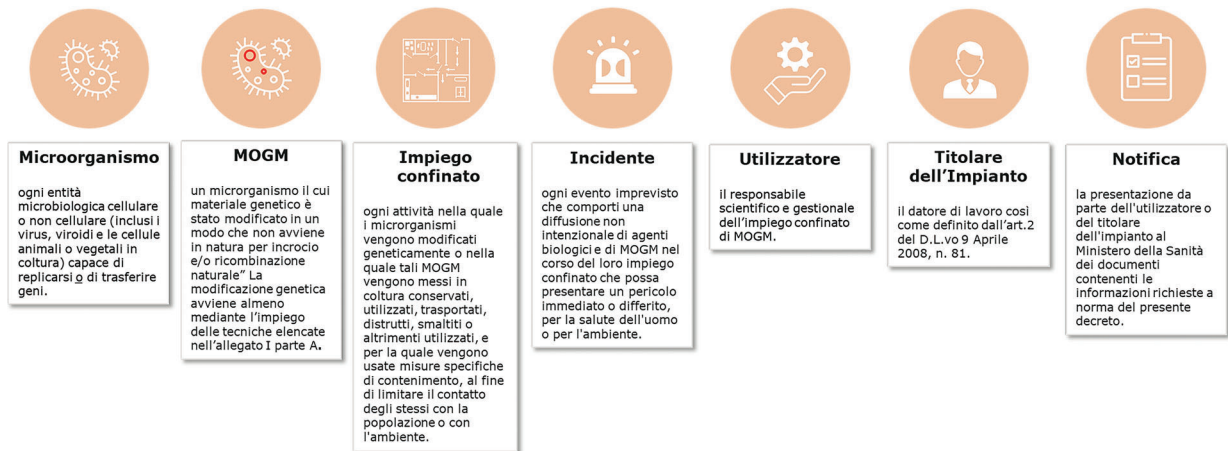 Microorganismo
ogni entità
microbiologica cellulare
o non cellulare (inclusi i
virus, viroidi e le cellule
animali o vegetali in
coltura) capace di
replicarsi o di trasferire
geni.
MOGM
un microrganismo il cui
materiale genetico è
stato modificato in un
modo che non avviene
in natura per incrocio
e/o ricombinazione
naturale” La
modificazione genetica
avviene almeno
mediante l’impiego
delle tecniche elencate
nell’allegato I parte A.
Impiego
confinato
ogni attività nella quale
i microrganismi
vengono modificati
geneticamente o nella
quale tali MOGM
vengono messi in
coltura conservati,
utilizzati, trasportati,
distrutti, smaltiti o
altrimenti utilizzati, e
per la quale vengono
usate misure specifiche
di contenimento, al fine
di limitare il contatto
degli stessi con la
popolazione o con
l'ambiente.
Incidente
ogni evento imprevisto
che comporti una
diffusione non
intenzionale di agenti
biologici e di MOGM nel
corso del loro impiego
confinato che possa
presentare un pericolo
immediato o differito,
per la salute dell'uomo
o per l'ambiente.
Utilizzatore
il responsabile
scientifico e gestionale
dell’impiego confinato
di MOGM.
Titolare
dell’Impianto
il datore di lavoro così
come definito dall’art.2
del D.L.vo 9 Aprile
2008, n. 81.
Notifica
la presentazione da
parte dell'utilizzatore o
del titolare
dell'impianto al
Ministero della Sanità
dei documenti
contenenti le
informazioni richieste a
norma del presente
decreto.